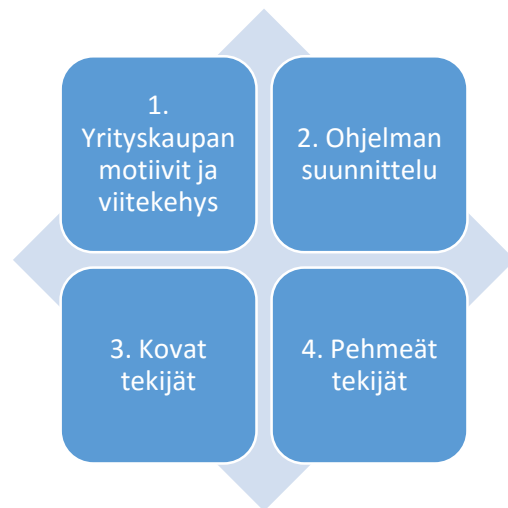 1.
Yrityskaupan
motiivit ja
viitekehys
2. Ohjelman
suunnittelu
3. Kovat
tekijät
4. Pehmeät
tekijät